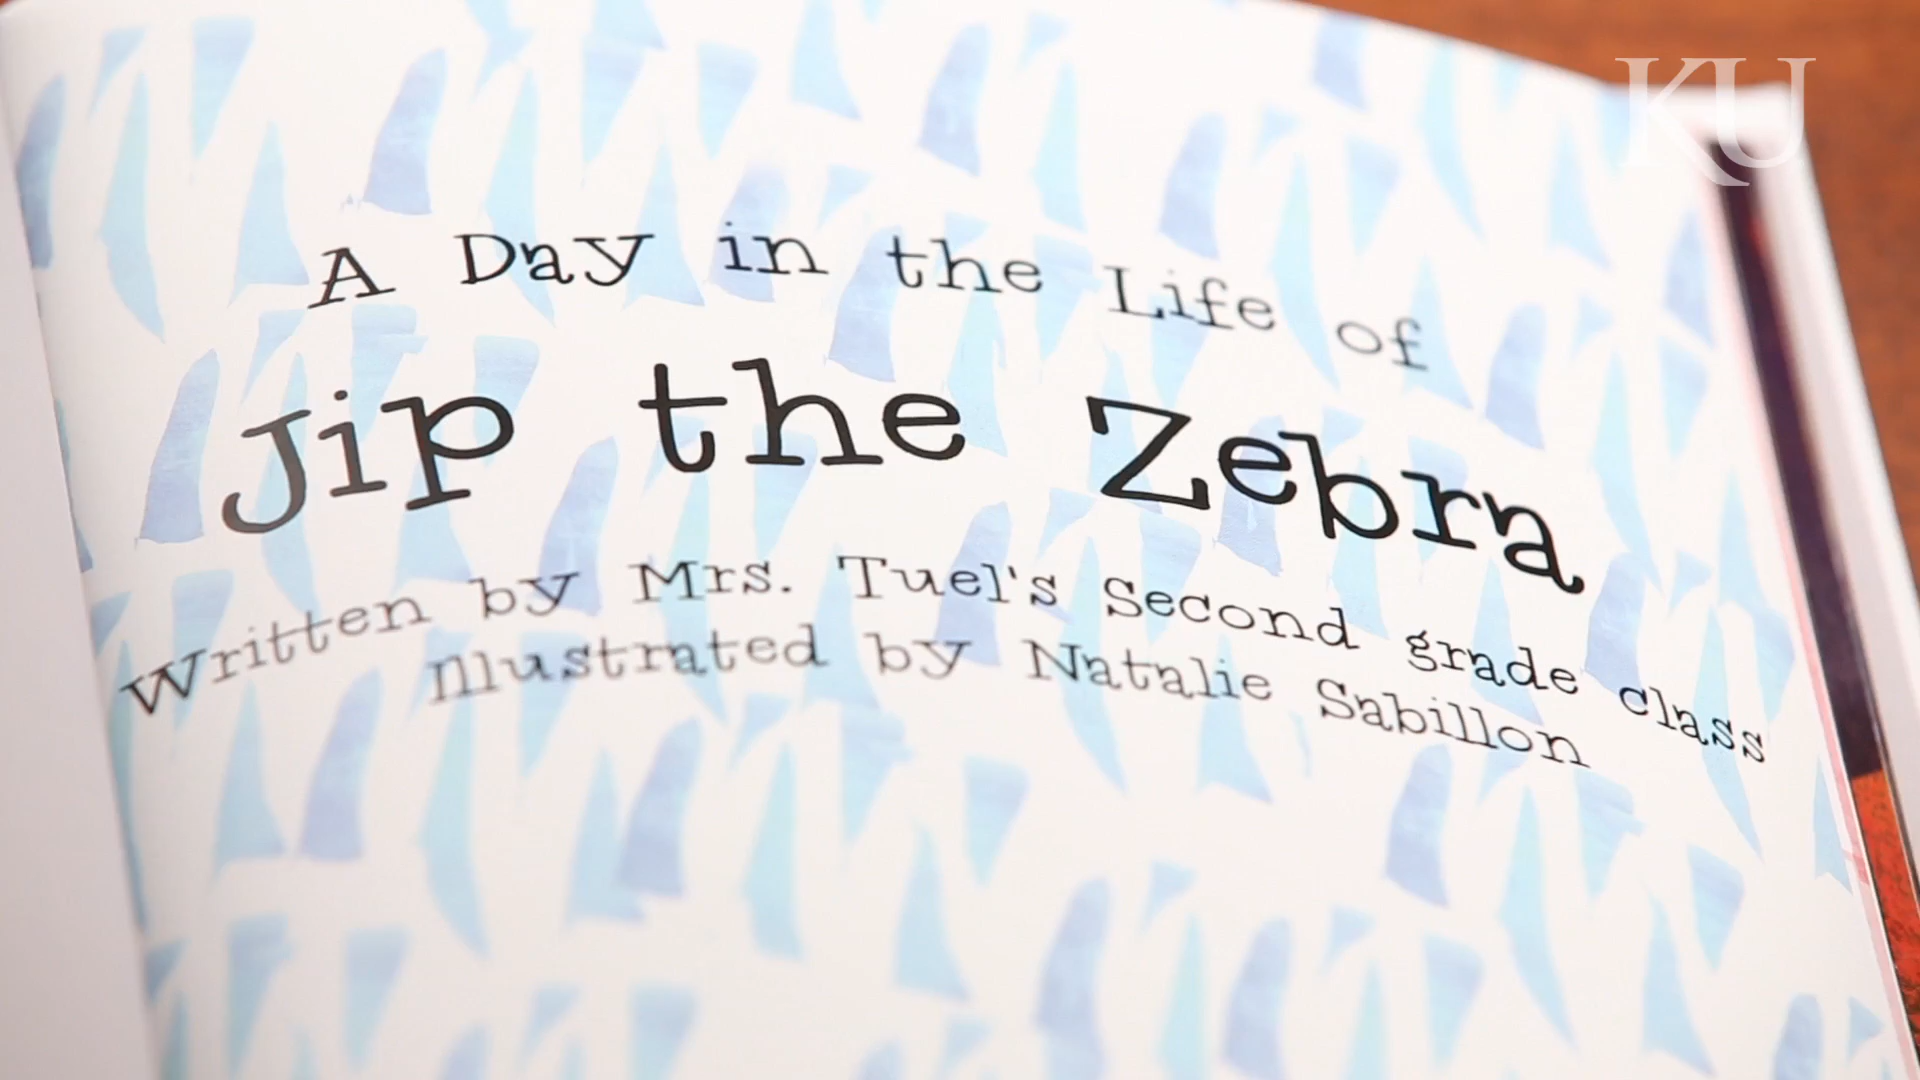 KU
A Day in the Life of
Jip the Zebra
Written by Mrs. Tuel's Second grade class
Illustrated by Natalie Sabillon